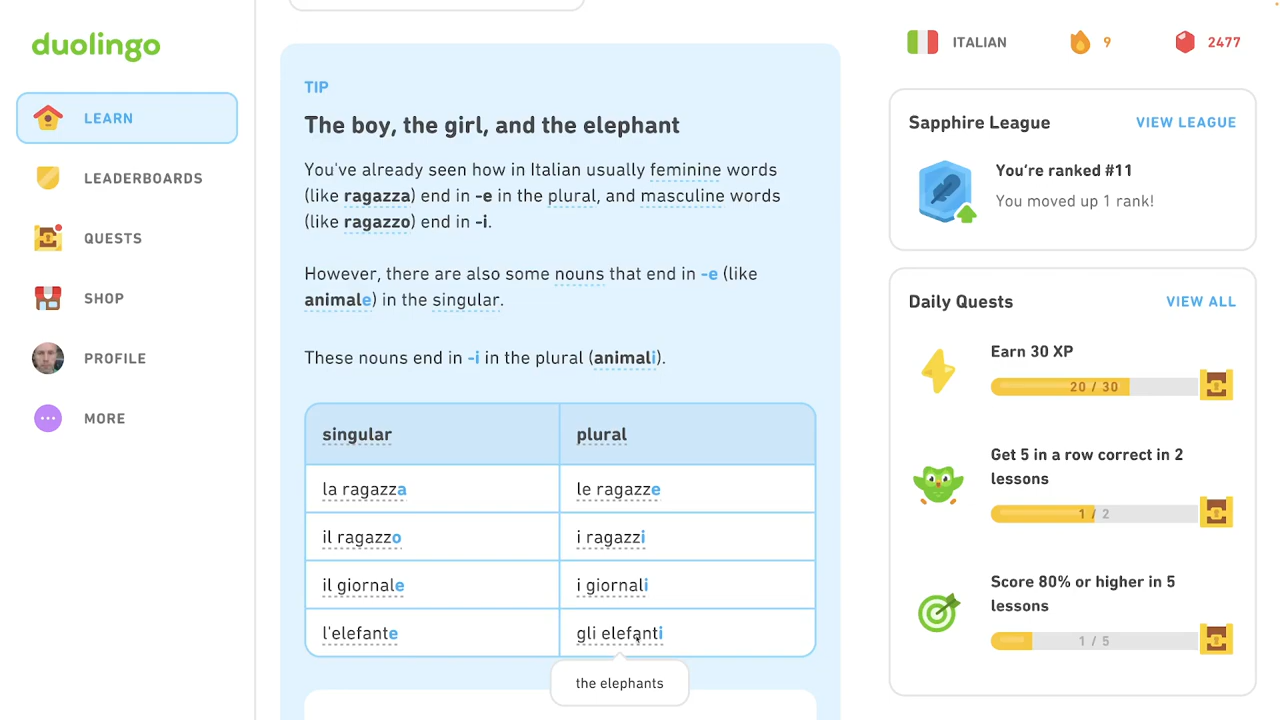 duolingo
LEARN
LEADERBOARDS
QUESTS
SHOP
PROFILE
MORE
TIP
The boy, the girl, and the elephant
You've already seen how in Italian usually feminine words
(like ragazza) end in -e in the plural, and masculine words
(like ragazzo) end in -i.
However, there are also some nouns that end in -e (like
animale) in the singular.
These nouns end in -i in the plural (animali).
singular plural
la ragazza le ragazze
il ragazzo i ragazzi
il giornale i giornali
l'elefante gli elefanti
the elephants
ITALIAN 9 2477
Sapphire League VIEW LEAGUE
You're ranked #11
You moved up 1 rank!
Daily Quests VIEW ALL
Earn 30 XP
20 / 30
Get 5 in a row correct in 2
lessons
1 / 2
Score 80% or higher in 5
lessons
1 / 5